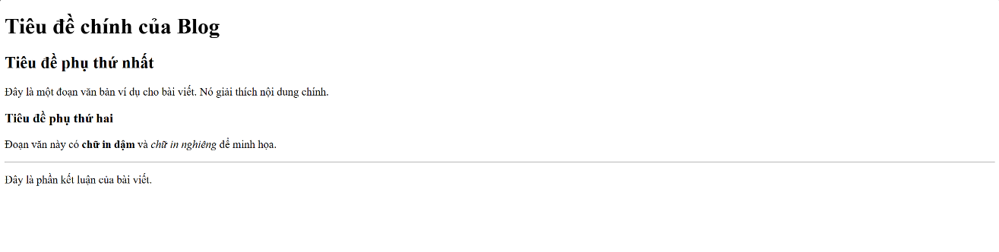 Tiêu đề chính của Blog
Tiêu đề phụ thứ nhất
Đây là một đoạn văn bản ví dụ cho bài viết. Nó giải thích nội dung chính.
Tiêu đề phụ thứ hai
Đoạn văn này có chữ in đậm và chữ in nghiêng để minh họa.
Đây là phần kết luận của bài viết.